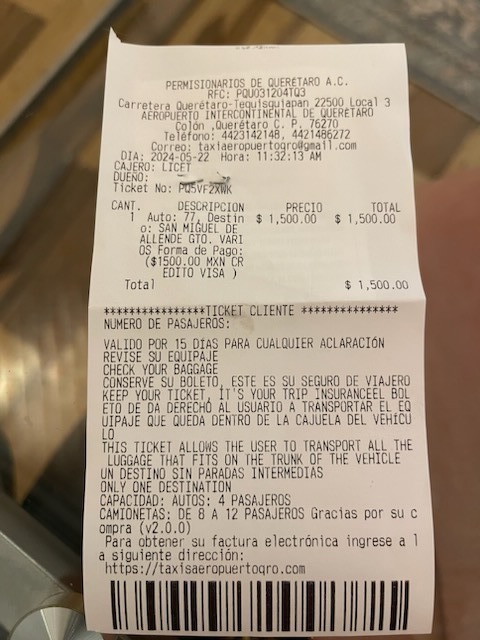 PERMISIONARIOS DE QUERETARO A.C.
RFC: PQU031204TQ3
Carretera Querétaro-Tequisquiapan 22500 Local 3
AEROPUERTO INTERCONTINENTAL DE QUERÉTARO
Colón ,Querétaro C. P. 76270
Teléfono: 4423142148, 4421486272
Correo: taxiaeropuertoqro@gmail.com
DIA: 2024-05-22 Hora: 11:32:13 AM
CAJERO: LICET
DUEÑO:
Ticket No: PQ5VF2XWK
CANT. DESCRIPCION PRECIO TOTAL
1 Auto: 77, Destin $ 1,500.00 $ 1,500.00
o: SAN MIGUEL DE
ALLENDE GTO. VARI
OS Forma de Pago:
($1500.00 MXN CR
EDITO VISA )
Total $ 1,500.00
*****************TICKET CLIENTE ****************
NUMERO DE PASAJEROS:
VALIDO POR 15 DÍAS PARA CUALQUIER ACLARACIÓN
REVISE SU EQUIPAJE
CHECK YOUR BAGGAGE
CONSERVE SU BOLETO, ESTE ES SU SEGURO DE VIAJERO
KEEP YOUR TICKET, IT'S YOUR TRIP INSURANCEEL BOL
ETO DE DA DERECHO AL USUARIO A TRANSPORTAR EL EQ
UIPAJE QUE QUEDA DENTRO DE LA CAJUELA DEL VEHÍCU
LO
THIS TICKET ALLOWS THE USER TO TRANSPORT ALL THE
LUGGAGE THAT FITS ON THE TRUNK OF THE VEHICLE
UN DESTINO SIN PARADAS INTERMEDIAS
ONLY ONE DESTINATION.
CAPACIDAD: AUTOS: 4 PASAJEROS
CAMIONETAS: DE 8 A 12 PASAJEROS Gracias por su c
ompra (v2.0.0)
Para obtener su factura electrónica ingrese a l
a siguiente dirección:
https://taxisaeropuertoqro.com